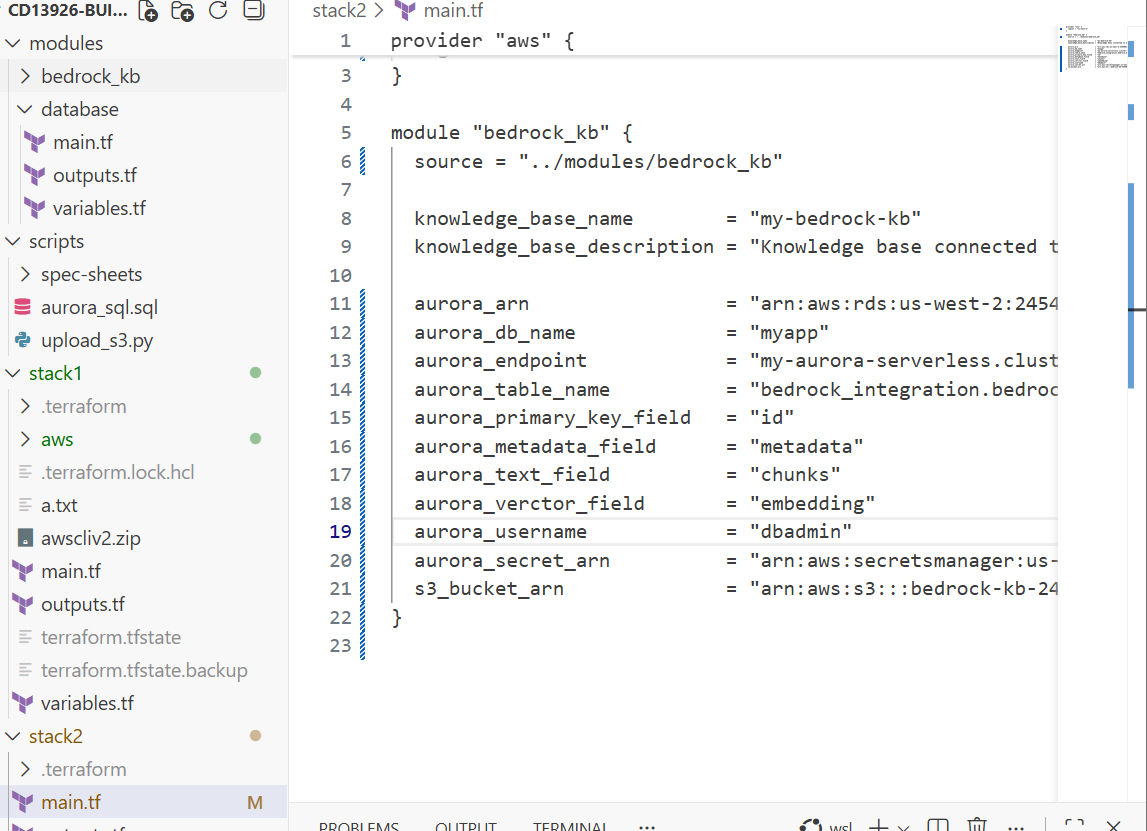 CD13926-BUI...
modules
bedrock_kb
database
main.tf
outputs.tf
variables.tf
scripts
spec-sheets
aurora_sql.sql
upload_s3.py
stack1
.terraform
aws
.terraform.lock.hcl
a.txt
awscliv2.zip
main.tf
outputs.tf
terraform.tfstate
terraform.tfstate.backup
variables.tf
stack2
.terraform
main.tf M
stack2 > main.tf
1 provider "aws" {
3 }
4
5 module "bedrock_kb" {
6 source = "../modules/bedrock_kb"
7
8 knowledge_base_name = "my-bedrock-kb"
9 knowledge_base_description = "Knowledge base connected t
10
11 aurora_arn = "arn:aws:rds:us-west-2:2454
12 aurora_db_name = "myapp"
13 aurora_endpoint = "my-aurora-serverless.clust
14 aurora_table_name = "bedrock_integration.bedroc
15 aurora_primary_key_field = "id"
16 aurora_metadata_field = "metadata"
17 aurora_text_field = "chunks"
18 aurora_verctor_field = "embedding"
19 aurora_username = "dbadmin"
20 aurora_secret_arn = "arn:aws:secretsmanager:us-
21 s3_bucket_arn = "arn:aws:s3:::bedrock-kb-24
22 }
23
PROBLEMS OUTPUT TERMINAL ... wsl